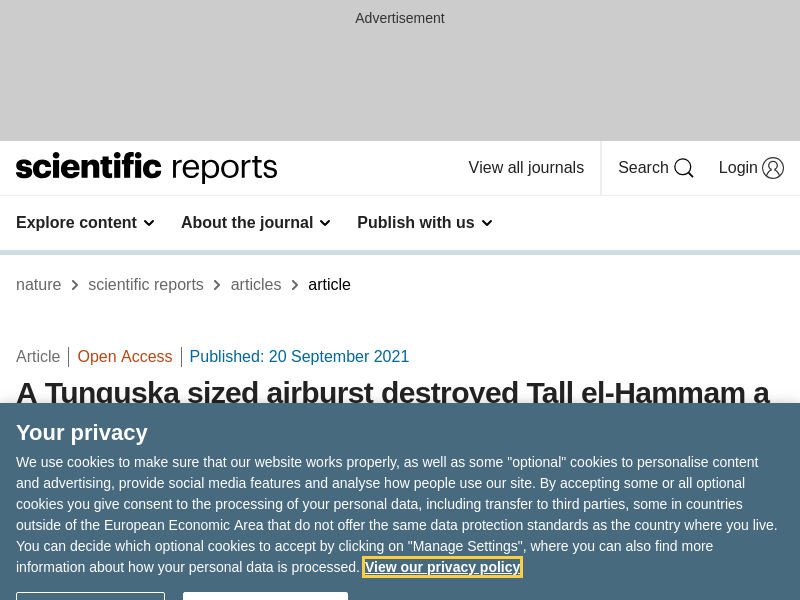 Advertisement
scientific reports
View all journals
Search
Login
Explore content
About the journal
Publish with us
nature
scientific reports
articles
article
Article
Open Access
Published: 20 September 2021
A Tunguska sized airburst destroyed Tall el-Hammam a
Your privacy
We use cookies to make sure that our website works properly, as well as some "optional" cookies to personalise content
and advertising, provide social media features and analyse how people use our site. By accepting some or all optional
cookies you give consent to the processing of your personal data, including transfer to third parties, some in countries
outside of the European Economic Area that do not offer the same data protection standards as the country where you live.
You can decide which optional cookies to accept by clicking on "Manage Settings", where you can also find more
information about how your personal data is processed. View our privacy policy